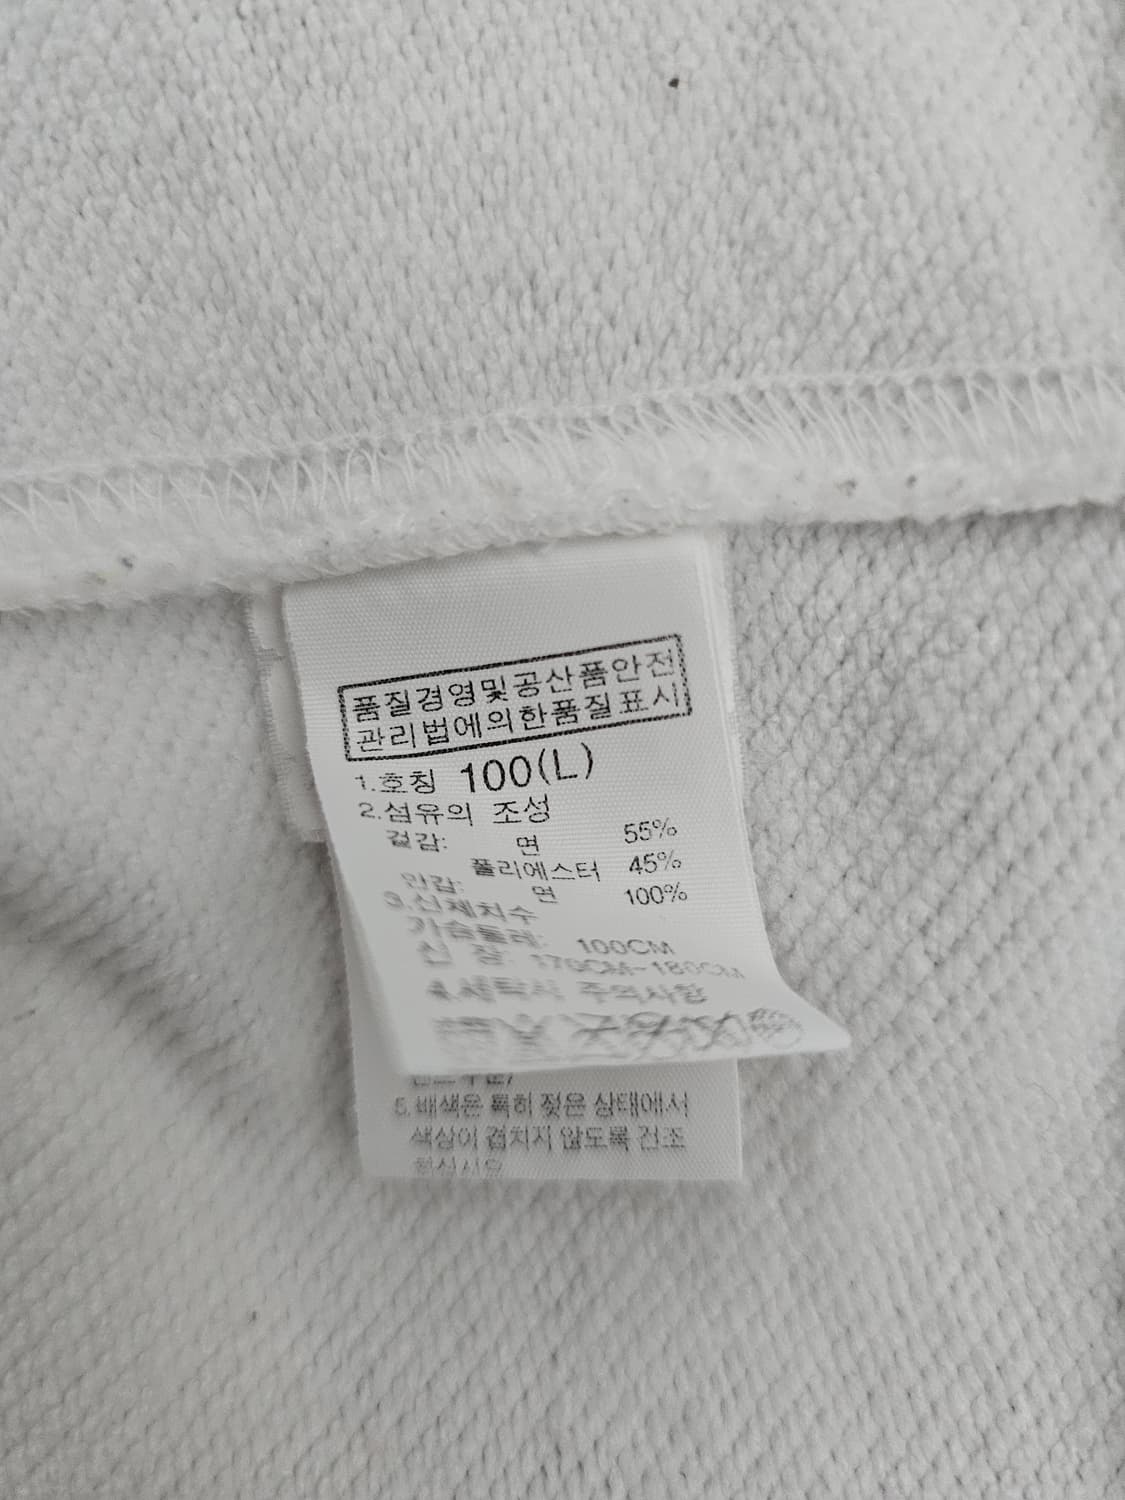 품질경영및공산품안전
관리법에의한품질표시
1.호칭 100(L)
2.섬유의 조성
겉감: 면 55%
폴리에스터 45%
안감: 면 100%
3.신체치수
가슴둘레: 100CM
신 장: 170CM-180CM
4.세탁시 주의사항
5.배색은 특히 젖은 상태에서
색상이 겹치지 않도록 건조
하십시오